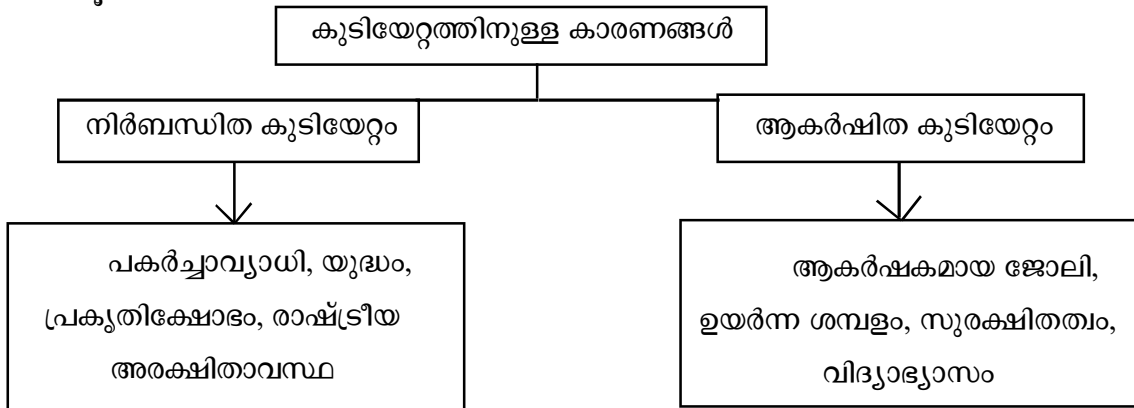 കുടിയേറ്റത്തിനുള്ള കാരണങ്ങൾ
നിർബന്ധിത കുടിയേറ്റം
ആകർഷിത കുടിയേറ്റം
പകർച്ചാവ്യാധി, യുദ്ധം,
പ്രകൃതിക്ഷോഭം, രാഷ്ട്രീയ
അരക്ഷിതാവസ്ഥ
ആകർഷകമായ ജോലി,
ഉയർന്ന ശമ്പളം, സുരക്ഷിതത്വം,
വിദ്യാഭ്യാസം